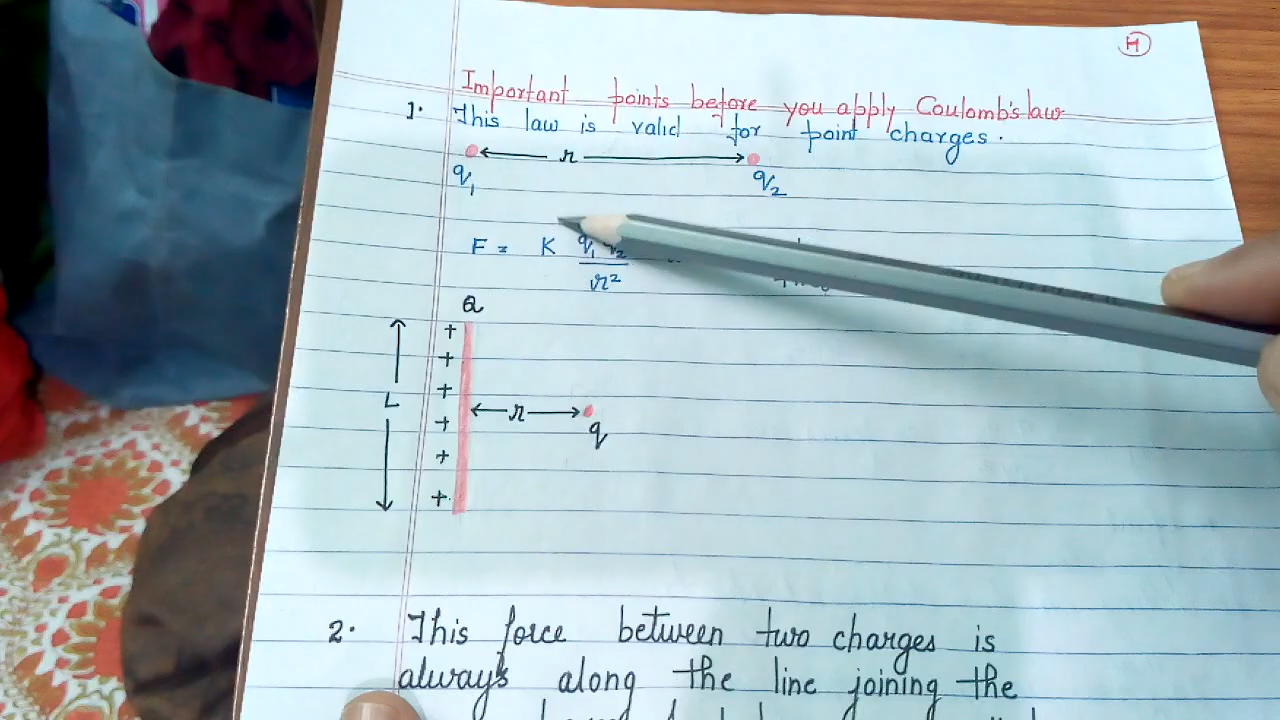 H
Important points before you apply Coulomb's law
1. This law is valid for point charges.
r
q1 q2
F = K q1 q2 / r²
Q
+
+
+
L
r
+
q
+
+
2. This force between two charges is
always along the line joining the